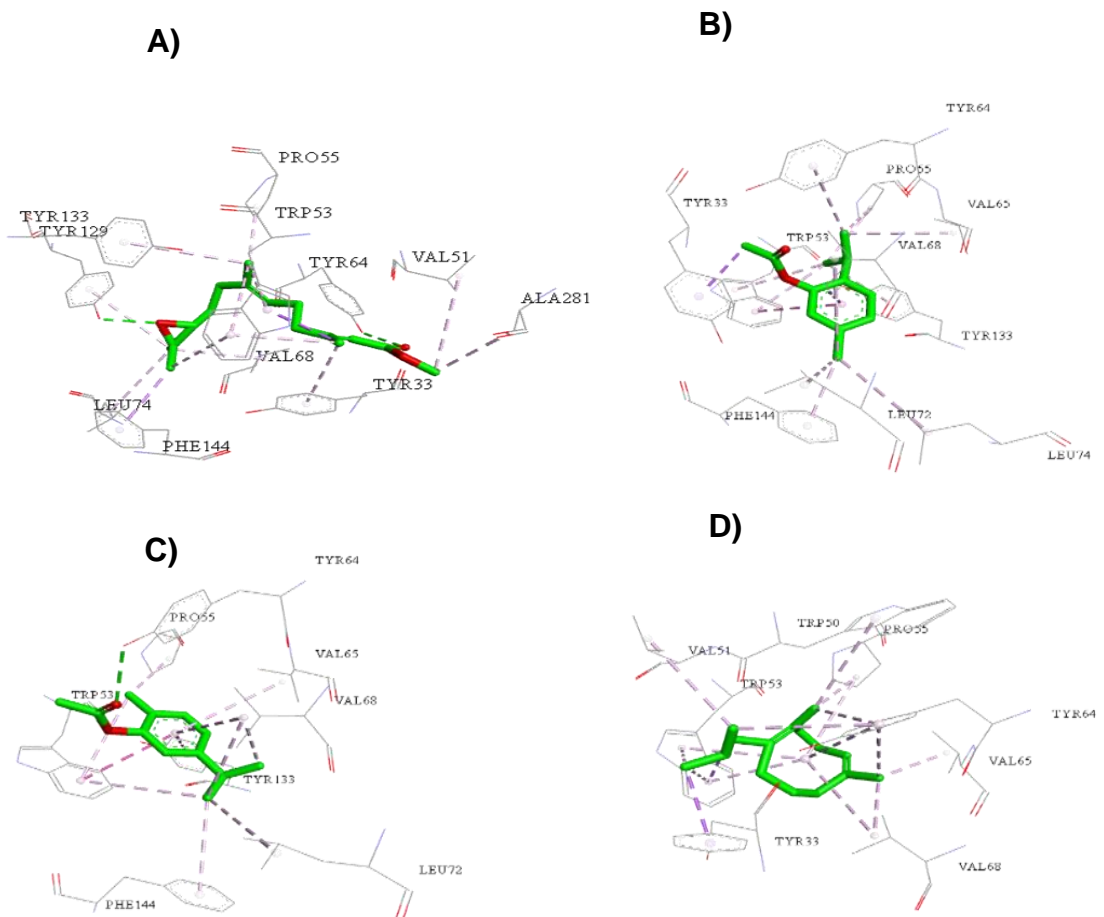 A)
PRO55
TYR133
TYR129
TRP53
TYR64
VAL51
ALA281
VAL68
TYR33
LEU74
PHE144
B)
TYR64
PRO55
TYR33
VAL65
TRP53
VAL68
TYR133
PHE144
LEU72
LEU74
C)
TYR64
PRO55
VAL65
TRP53
VAL68
TYR133
LEU72
PHE144
D)
TRP50
PRO55
VAL51
TRP53
TYR64
VAL65
TYR33
VAL68